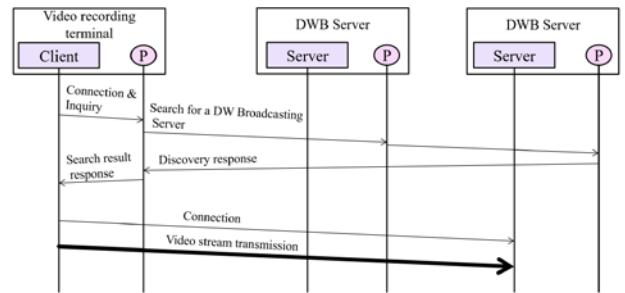 Video recording
terminal
DWB Server
DWB Server
Client
P
Server
P
Server
P
Connection &
Inquiry
Search for a DW Broadcasting
Server
Search result
response
Discovery response
Connection
Video stream transmission